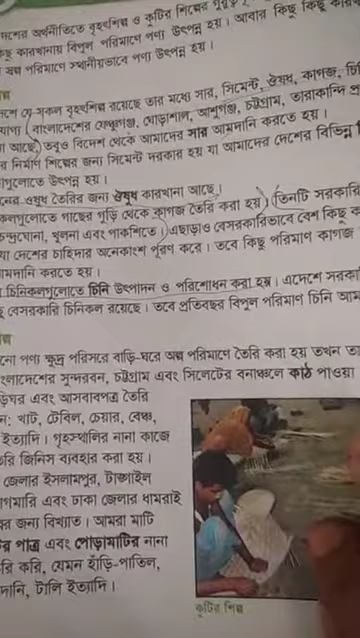 দেশের অর্থনীতিতে বৃহৎশিল্প ও কুটির শিল্পের
কিছু কারখানায় বিপুল পরিমাণে পণ্য উৎপন্ন হয়। আবার কিছু কিছু
স্বল্প পরিমাণে স্থানীয়ভাবে পণ্য উৎপন্ন হয়।
যে সকল বৃহৎশিল্প রয়েছে তার মধ্যে সার, সিমেন্ট, ঔষধ, কাগজ,
(বাংলাদেশের ফেঞ্চুগঞ্জ, ঘোড়াশাল, আশুগঞ্জ, চট্টগ্রাম, তারাকান্দি
আছে) তবুও বিদেশ থেকে আমাদের সার আমদানি করতে হয়।
নির্মাণ শিল্পের জন্য সিমেন্ট দরকার হয় যা আমাদের দেশের বিভিন্ন
উৎপন্ন হয়।
ওষুধ তৈরির জন্য ঔষুধ কারখানা আছে।
কলগুলোতে গাছের গুড়ি থেকে কাগজ তৈরি করা হয়) (তিনটি সরকারি
চন্দ্রঘোনা, খুলনা এবং পাকশিতে। এছাড়াও বেসরকারিভাবে বেশ কিছু
যা দেশের চাহিদার অনেকাংশ পূরণ করে। তবে কিছু পরিমাণ কাগজ
আমদানি করতে হয়।
চিনিকলগুলোতে চিনি উৎপাদন ও পরিশোধন করা হয়। এদেশে সরকারি
বেসরকারি চিনিকল রয়েছে। তবে প্রতিবছর বিপুল পরিমাণ চিনি
পণ্য ক্ষুদ্র পরিসরে বাড়ি-ঘরে অল্প পরিমাণে তৈরি করা হয় তখন
বাংলাদেশের সুন্দরবন, চট্টগ্রাম এবং সিলেটের বনাঞ্চলে কাঠ পাওয়া
এবং আসবাবপত্র তৈরি
খাট, টেবিল, চেয়ার, বেঞ্চ,
ইত্যাদি। গৃহস্থালির নানা কাজে
জিনিস ব্যবহার করা হয়।
জেলার ইসলামপুর, টাঙ্গাইল
এবং ঢাকা জেলার ধামরাই
জন্য বিখ্যাত। আমরা মাটি
পাত্র এবং পোড়ামাটির নানা
করি, যেমন হাঁড়ি-পাতিল,
টালি ইত্যাদি।
কুটির শিল্প